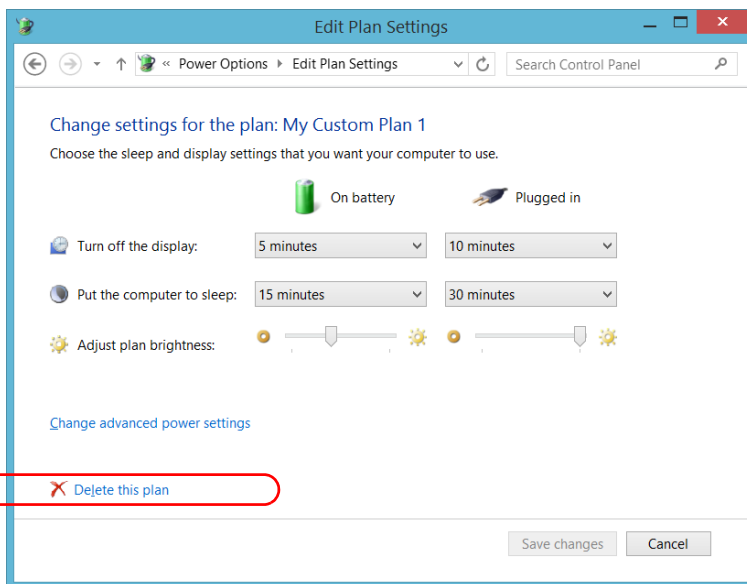 Edit Plan Settings
« Power Options Edit Plan Settings Search Control Panel
Change settings for the plan: My Custom Plan 1
Choose the sleep and display settings that you want your computer to use.
On battery Plugged in
Turn off the display: 5 minutes 10 minutes
Put the computer to sleep: 15 minutes 30 minutes
Adjust plan brightness:
Change advanced power settings
Delete this plan
Save changes Cancel